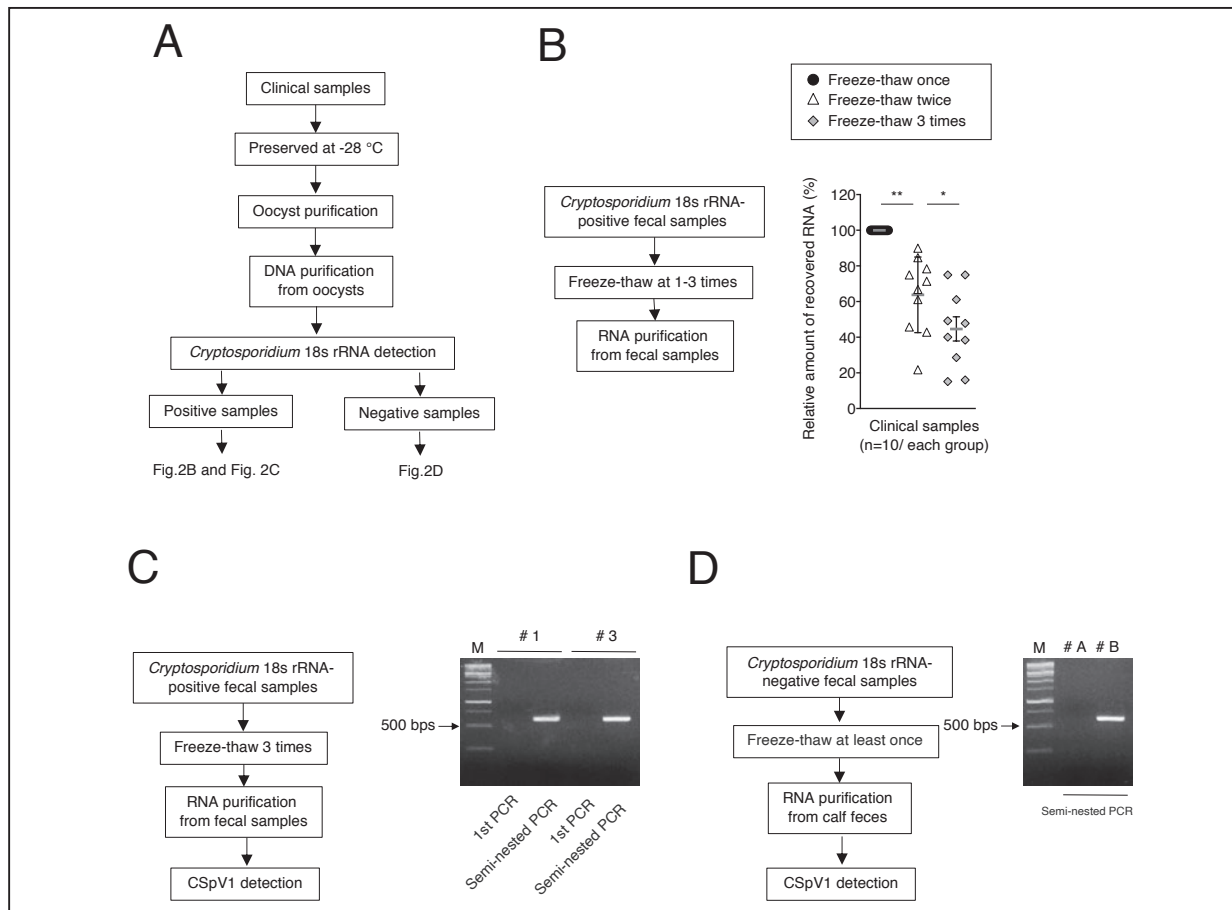 A
Clinical samples
Preserved at -28 °C
Oocyst purification
DNA purification
from oocysts
Cryptosporidium 18s rRNA detection
Positive samples
Negative samples
Fig.2B and Fig. 2C
Fig.2D
B
Freeze-thaw once
Freeze-thaw twice
Freeze-thaw 3 times
Cryptosporidium 18s rRNA-
positive fecal samples
Freeze-thaw at 1-3 times
RNA purification
from fecal samples
Relative amount of recovered RNA (%)
120
100
80
60
40
20
0
** *
Clinical samples
(n=10/ each group)
C
Cryptosporidium 18s rRNA-
positive fecal samples
Freeze-thaw 3 times
RNA purification
from fecal samples
CSpV1 detection
# 1 # 3
M
500 bps
1st PCR
Semi-nested PCR
1st PCR
Semi-nested PCR
D
Cryptosporidium 18s rRNA-
negative fecal samples
Freeze-thaw at least once
RNA purification
from calf feces
CSpV1 detection
M # A # B
500 bps
Semi-nested PCR